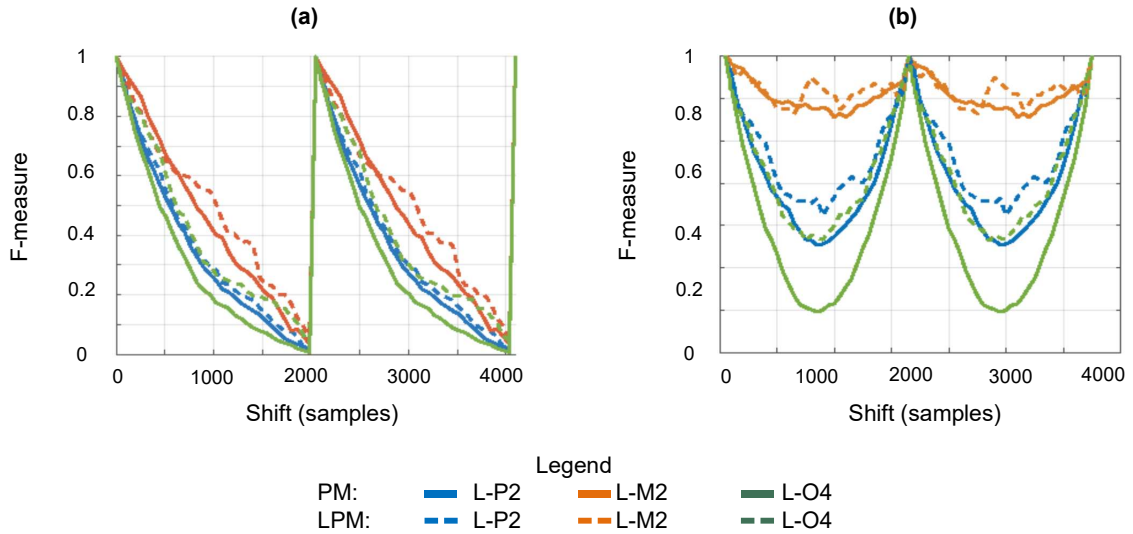 (a)
F-measure
1
0.8
0.6
0.4
0.2
0
0 1000 2000 3000 4000
Shift (samples)
(b)
F-measure
1
0.8
0.6
0.4
0.2
0
0 1000 2000 3000 4000
Shift (samples)
Legend
PM: L-P2 L-M2 L-O4
LPM: L-P2 L-M2 L-O4